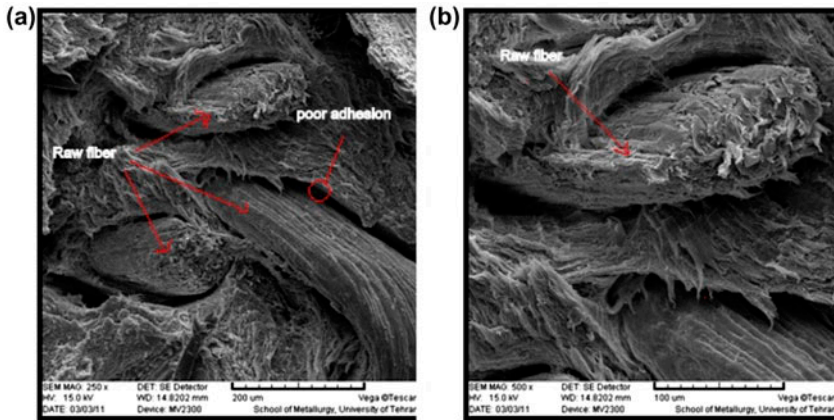 (a)
Raw fiber
poor adhesion
SEM MAG: 250 x DET: SE Detector
HV: 15.0 kV WD: 14.8202 mm 200 um Vega ©Tescan
DATE: 03/03/11 Device: MV2300 School of Metallurgy, University of Tehran
(b)
Raw fiber
SEM MAG: 500 x DET: SE Detector
HV: 15.0 kV WD: 14.8202 mm 100 um Vega ©Tescan
DATE: 03/03/11 Device: MV2300 School of Metallurgy, University of Tehran